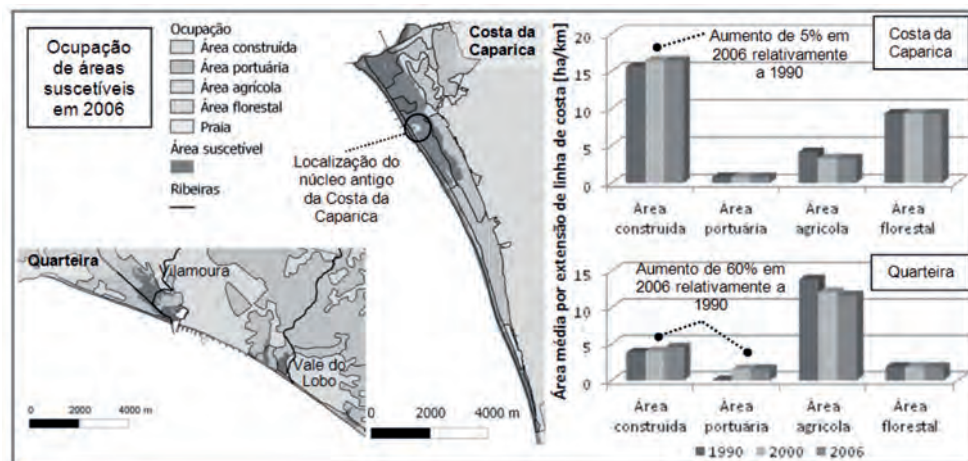 Ocupação
de áreas
suscetíveis
em 2006
Ocupação
Área construída
Área portuária
Área agrícola
Área florestal
Praia
Área suscetível
Ribeiras
Costa da
Caparica
Localização do
núcleo antigo
da Costa da
Caparica
0 2000 4000 m
Quarteira
Vilamoura
Vale do
Lobo
0 2000 4000 m
Área média por extensão de linha de costa [ha/km]
20
15
10
5
0
Aumento de 5% em
2006 relativamente
a 1990
Costa da
Caparica
Área construída
Área portuária
Área agrícola
Área florestal
15
10
5
0
Aumento de 60% em
2006 relativamente a
1990
Quarteira
Área construída
Área portuária
Área agrícola
Área florestal
1990 2000 2006